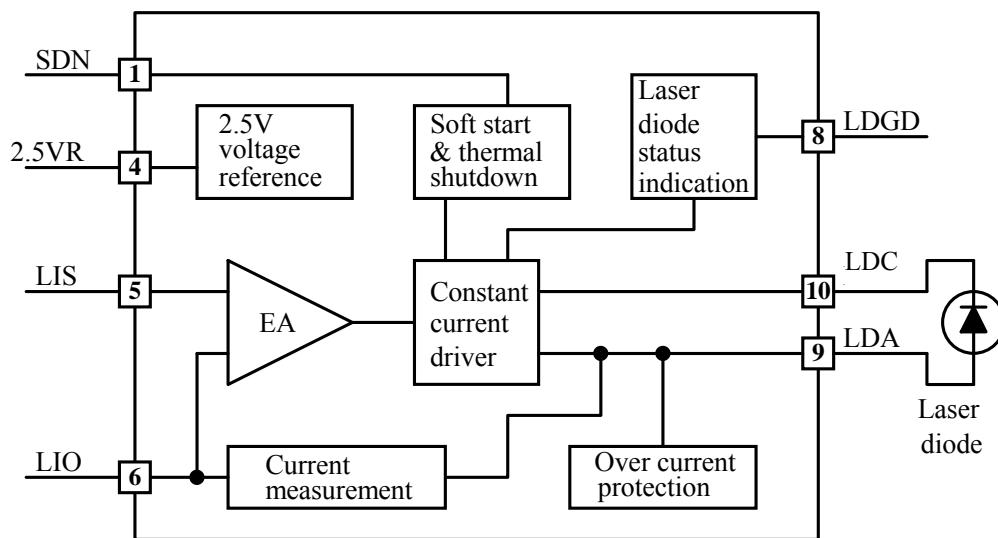 SDN
1
2.5VR
4
2.5V
voltage
reference
Soft start
& thermal
shutdown
Laser
diode
status
indication
8
LDGD
LIS
5
EA
Constant
current
driver
LDC
10
LDA
9
Laser
diode
LIO
6
Current
measurement
Over current
protection